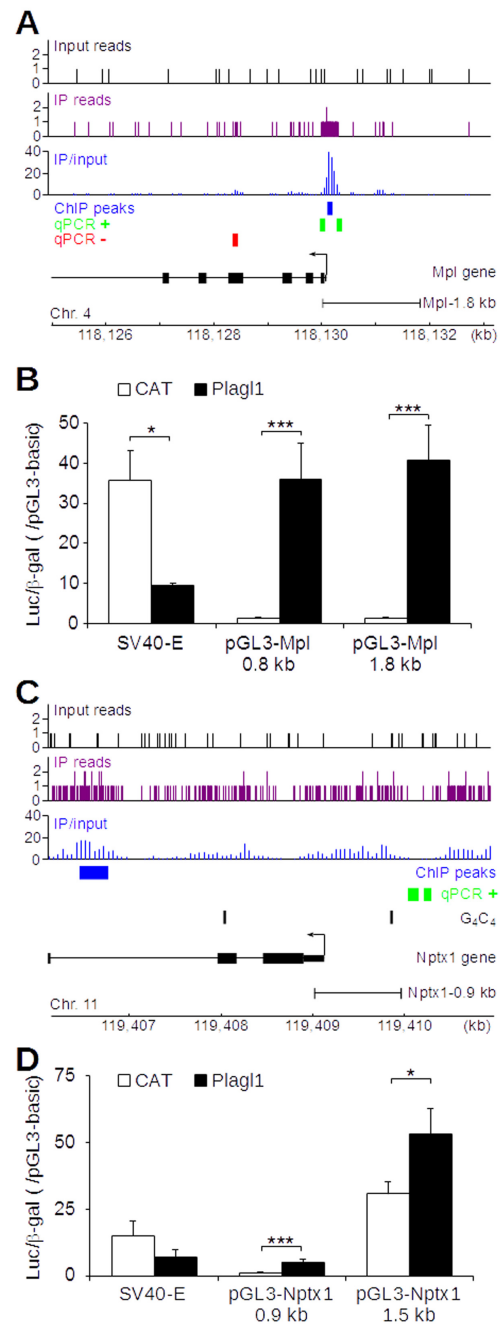 A
Input reads
2
1
0
IP reads
2
1
0
IP/input
40
20
0
ChIP peaks
qPCR +
qPCR -
Mpl gene
Mpl-1.8 kb
Chr. 4
118,126 118,128 118,130 118,132 (kb)
B
CAT Plagl1
Luc/β-gal ( /pGL3-basic)
50
40
30
20
10
0
* *** ***
SV40-E pGL3-Mpl pGL3-Mpl
0.8 kb 1.8 kb
C
Input reads
2
1
0
IP reads
2
1
0
IP/input
40
20
0
ChIP peaks
qPCR +
G4C4
Nptx1 gene
Nptx1-0.9 kb
Chr. 11
119,407 119,408 119,409 119,410 (kb)
D
CAT Plagl1
Luc/β-gal ( /pGL3-basic)
75
50
25
0
*** *
SV40-E pGL3-Nptx1 pGL3-Nptx1
0.9 kb 1.5 kb